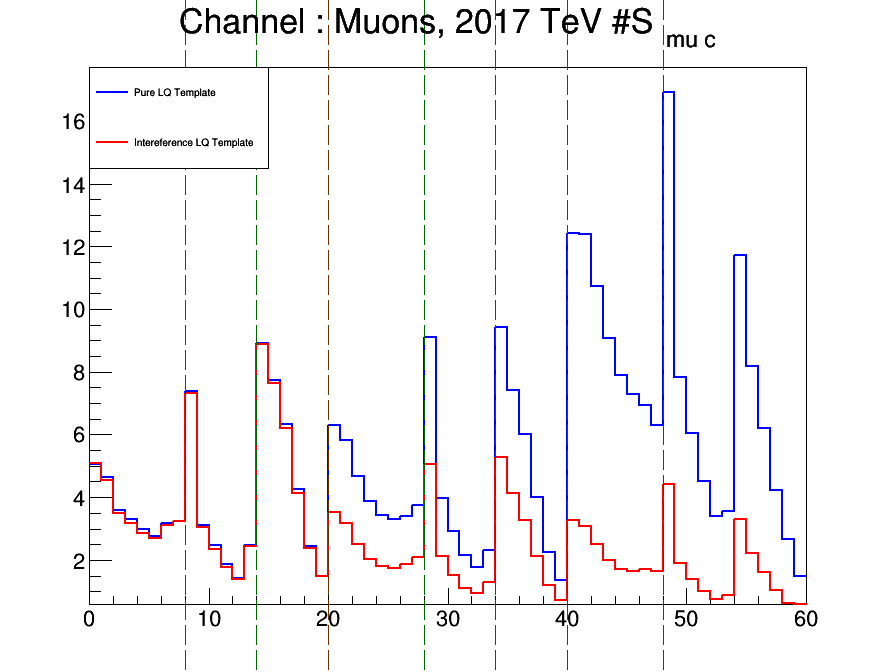 Channel : Muons, 2017 TeV #S mu c
Pure LQ Template
Intereference LQ Template
16
14
12
10
8
6
4
2
0 10 20 30 40 50 60